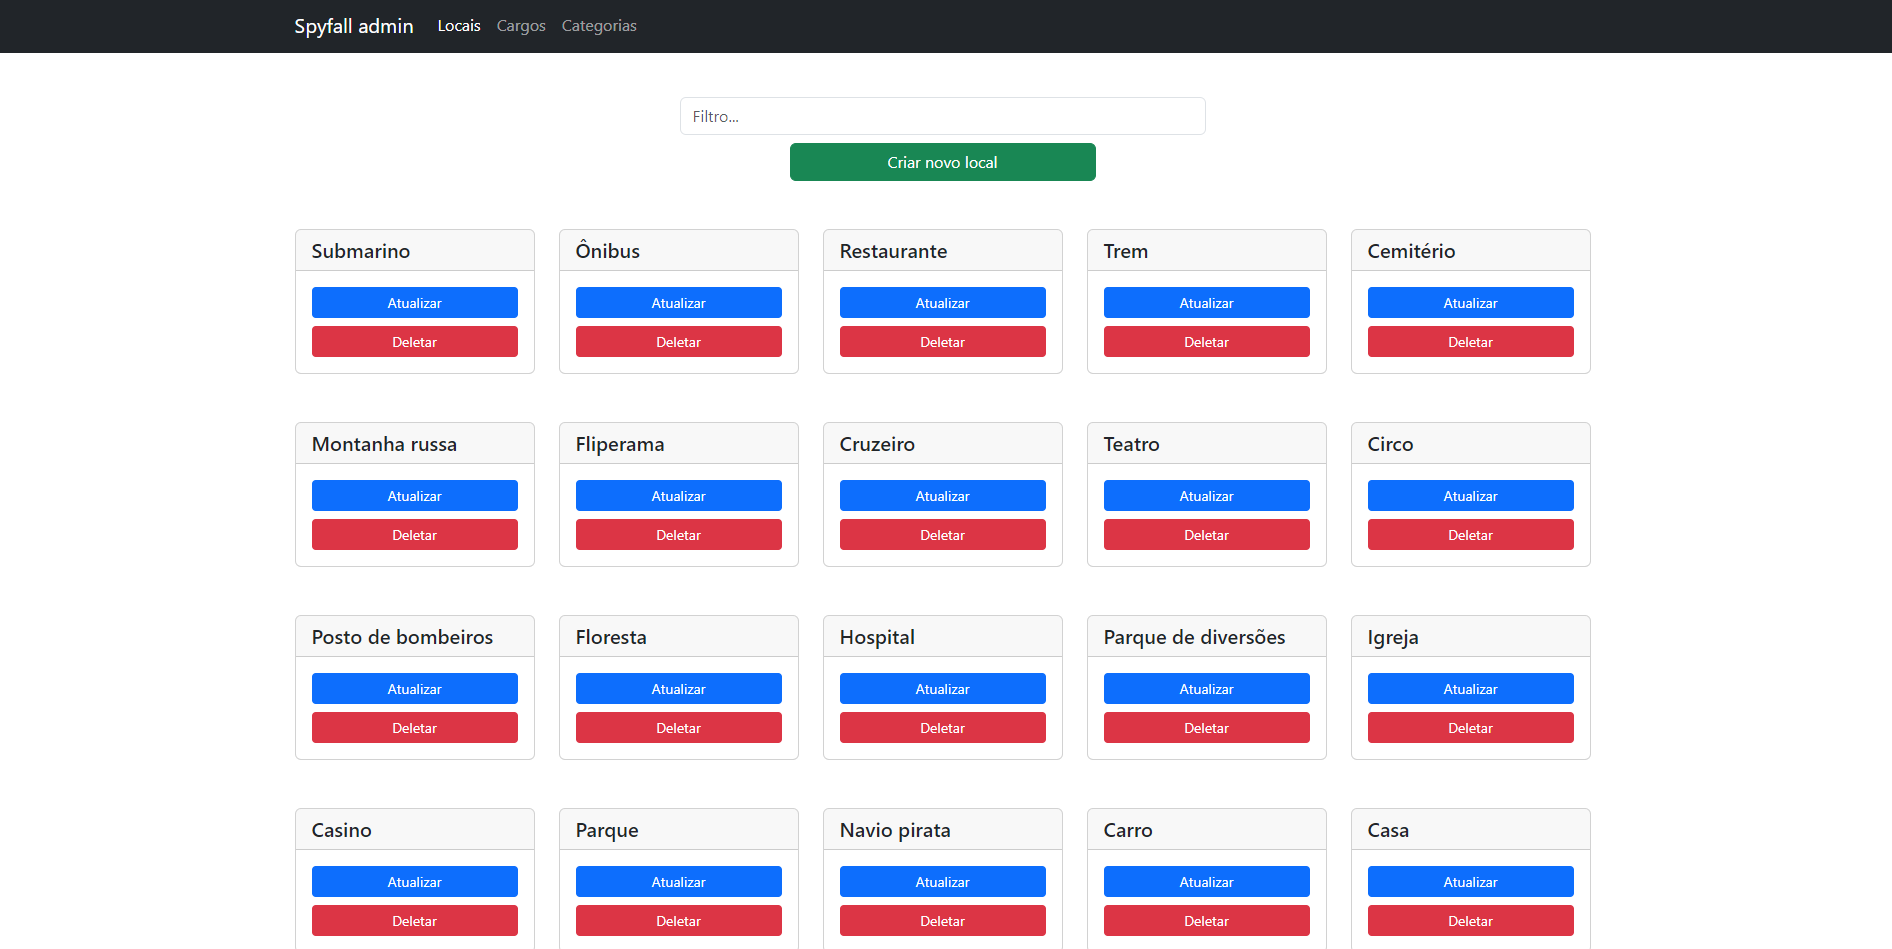 Spyfall admin Locais Cargos Categorias
Filtro...
Criar novo local
Submarino Ônibus Restaurante Trem Cemitério
Atualizar Atualizar Atualizar Atualizar Atualizar
Deletar Deletar Deletar Deletar Deletar
Montanha russa Fliperama Cruzeiro Teatro Circo
Atualizar Atualizar Atualizar Atualizar Atualizar
Deletar Deletar Deletar Deletar Deletar
Posto de bombeiros Floresta Hospital Parque de diversões Igreja
Atualizar Atualizar Atualizar Atualizar Atualizar
Deletar Deletar Deletar Deletar Deletar
Casino Parque Navio pirata Carro Casa
Atualizar Atualizar Atualizar Atualizar Atualizar
Deletar Deletar Deletar Deletar Deletar